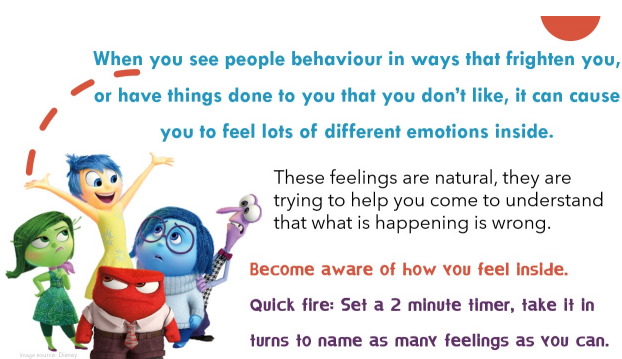 When you see people behaviour in ways that frighten you,
or have things done to you that you don't like, it can cause
you to feel lots of different emotions inside.
These feelings are natural, they are
trying to help you come to understand
that what is happening is wrong.
Become aware of how you feel inside.
Quick fire: Set a 2 minute timer, take it in
turns to name as many feelings as you can.
Image source: Disney